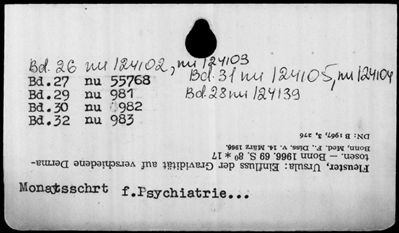 Bd. 26 nu 124102, nu 124103
Bd.27 nu 55768
Bd. 31 nu 124105, nu 124104
Bd.29 nu 981
Bd. 28 nu 124139
Bd.30 nu 982
Bd.32 nu 983
Monatsschrt f.Psychiatrie...
Pleuster, Ursula: Einfluss der Gravidität auf verschiedene Derma-
tosen. — Bonn 1966. 69 S. 8° *17
Bonn, Med. F., Diss. v. 14. März 1966.
DN: B 1967, 3, 276